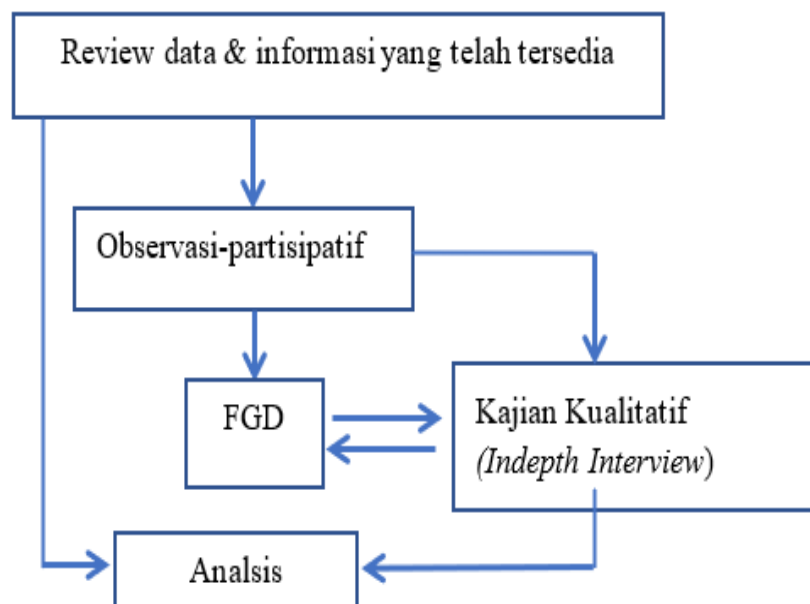 Review data & informasi yang telah tersedia
Observasi-partisipatif
FGD
Kajian Kualitatif
(Indepth Interview)
Analsis